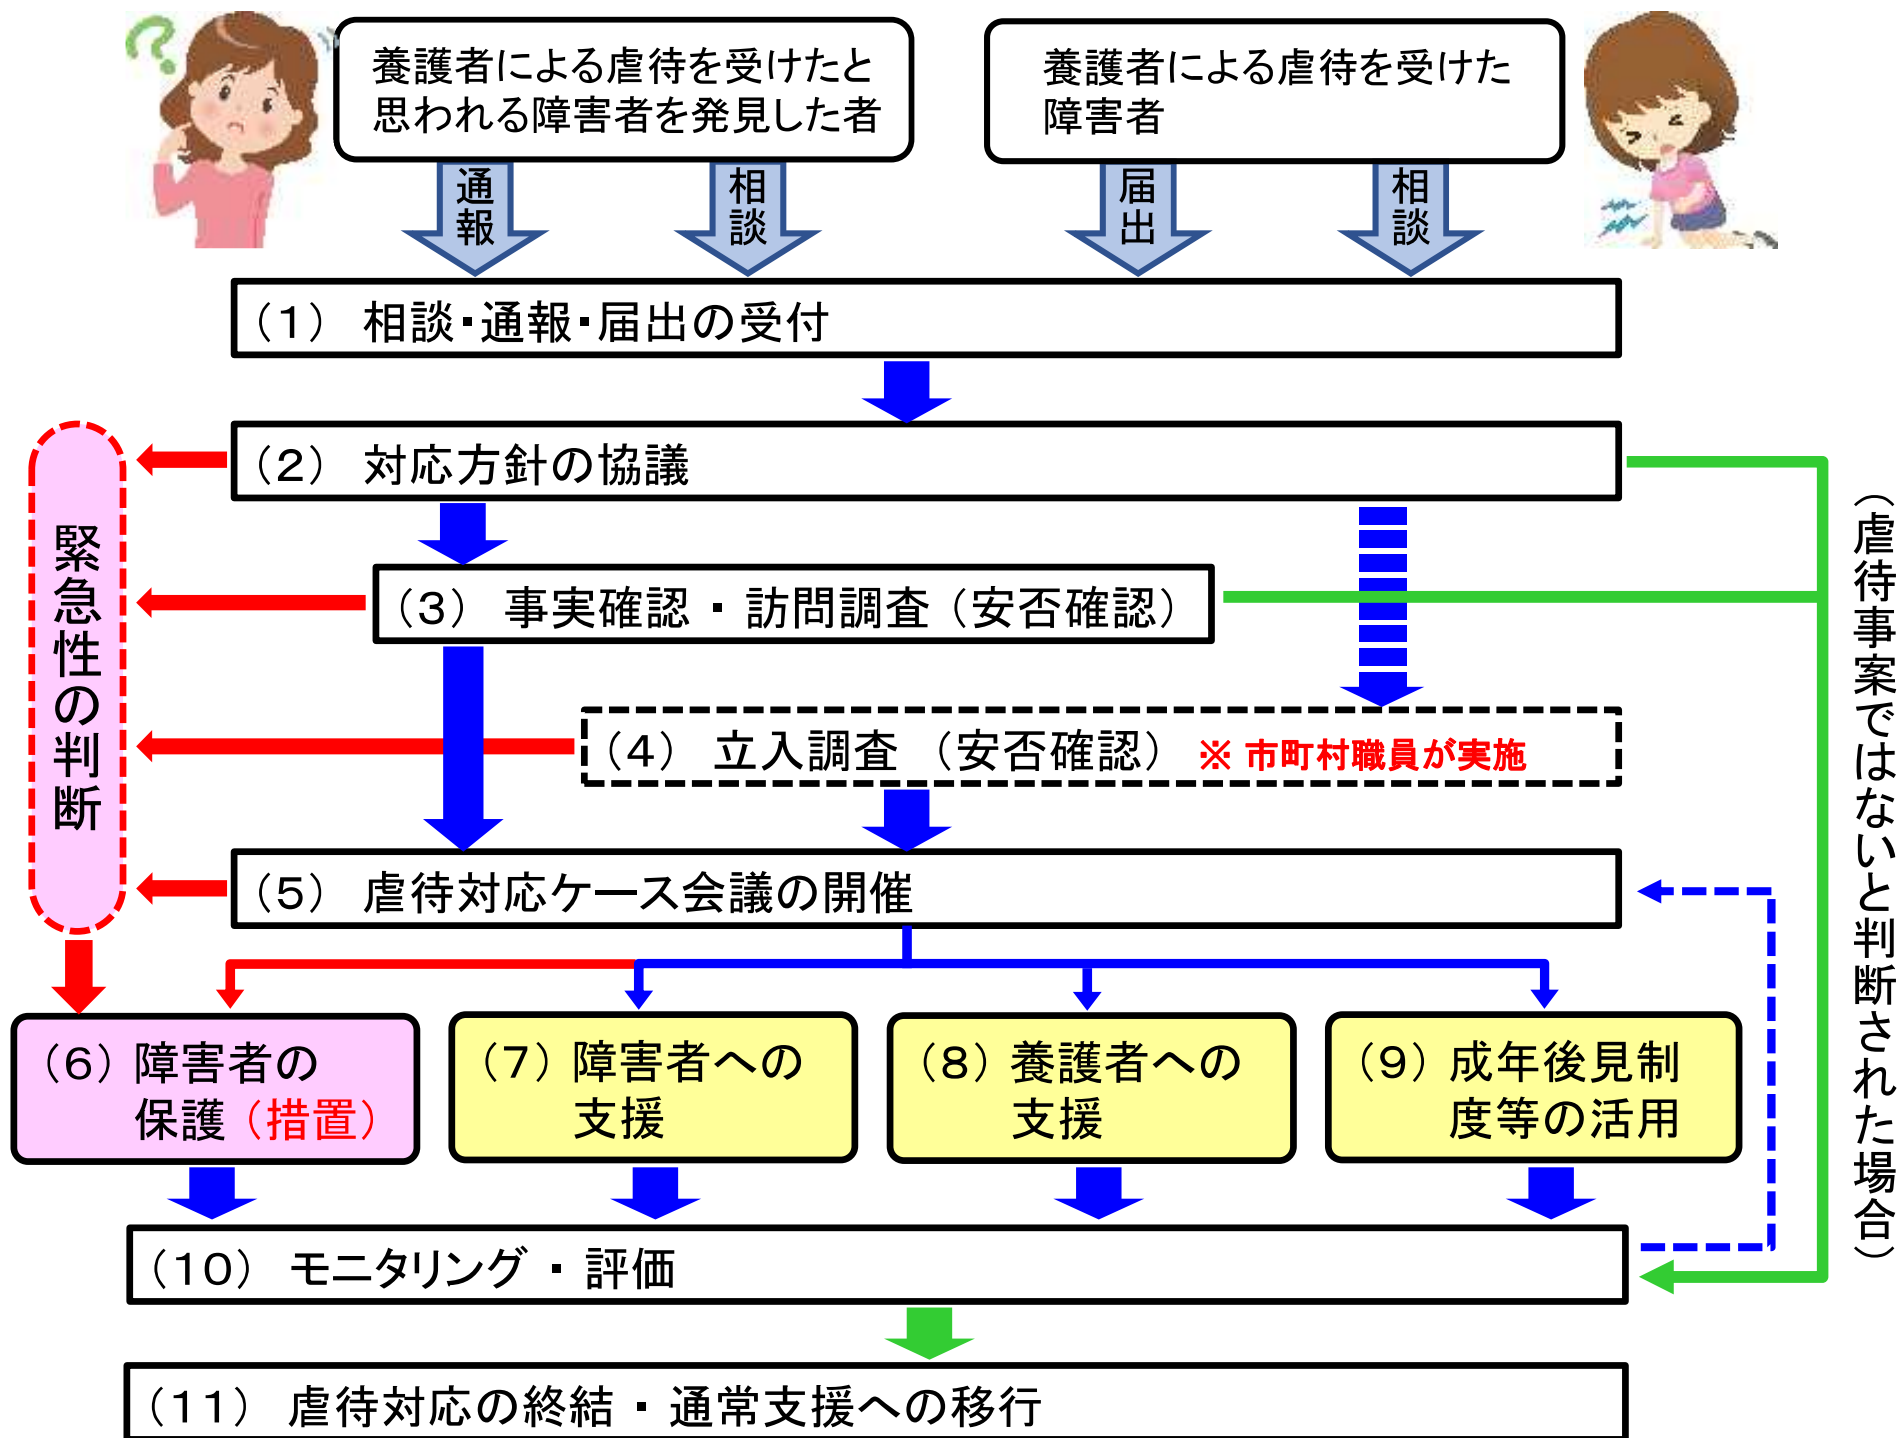 養護者による虐待を受けたと
思われる障害者を発見した者
養護者による虐待を受けた
障害者
通報
相談
届出
相談
（１） 相談・通報・届出の受付
（２） 対応方針の協議
緊急性の判断
（３） 事実確認 ・ 訪問調査（安否確認）
（４） 立入調査 （安否確認） ※ 市町村職員が実施
（５） 虐待対応ケース会議の開催
（虐待事案ではないと判断された場合）
（６）障害者の
保護（措置）
（７）障害者への
支援
（８）養護者への
支援
（９）成年後見制
度等の活用
（１０） モニタリング ・ 評価
（１１） 虐待対応の終結 ・ 通常支援への移行